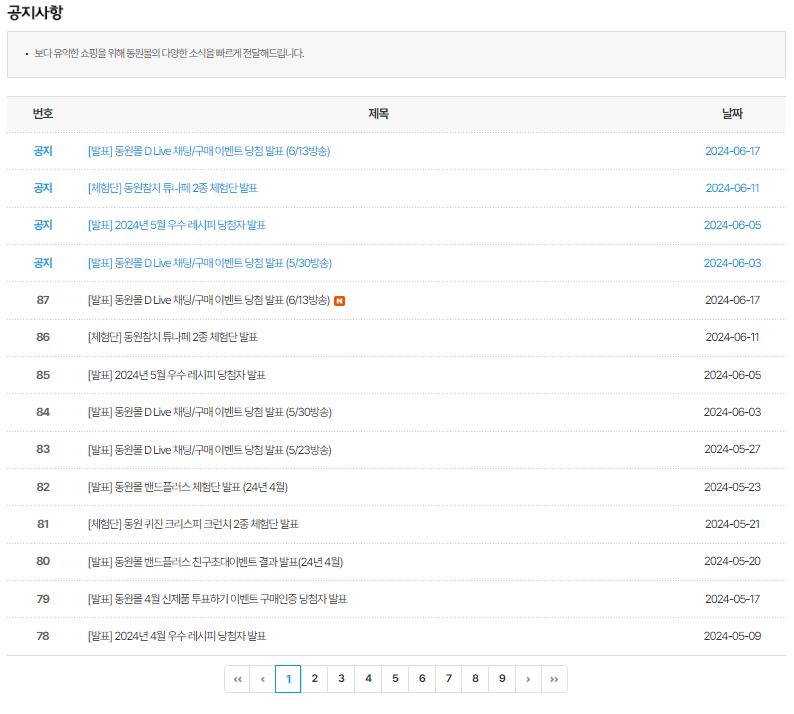 공지사항
· 보다 유익한 쇼핑을 위해 동원몰의 다양한 소식을 빠르게 전달해드립니다.
번호 제목 날짜
공지 [발표] 동원몰 D Live 채팅/구매 이벤트 당첨 발표 (6/13방송) 2024-06-17
공지 [체험단] 동원참치 튜나페 2종 체험단 발표 2024-06-11
공지 [발표] 2024년 5월 우수 레시피 당첨자 발표 2024-06-05
공지 [발표] 동원몰 D Live 채팅/구매 이벤트 당첨 발표 (5/30방송) 2024-06-03
87 [발표] 동원몰 D Live 채팅/구매 이벤트 당첨 발표 (6/13방송) N 2024-06-17
86 [체험단] 동원참치 튜나페 2종 체험단 발표 2024-06-11
85 [발표] 2024년 5월 우수 레시피 당첨자 발표 2024-06-05
84 [발표] 동원몰 D Live 채팅/구매 이벤트 당첨 발표 (5/30방송) 2024-06-03
83 [발표] 동원몰 D Live 채팅/구매 이벤트 당첨 발표 (5/23방송) 2024-05-27
82 [발표] 동원몰 밴드플러스 체험단 발표 (24년 4월) 2024-05-23
81 [체험단] 동원 퀴진 크리스피 크런치 2종 체험단 발표 2024-05-21
80 [발표] 동원몰 밴드플러스 친구초대이벤트 결과 발표(24년 4월) 2024-05-20
79 [발표] 동원몰 4월 신제품 투표하기 이벤트 구매인증 당첨자 발표 2024-05-17
78 [발표] 2024년 4월 우수 레시피 당첨자 발표 2024-05-09
‹‹ ‹ 1 2 3 4 5 6 7 8 9 › ››